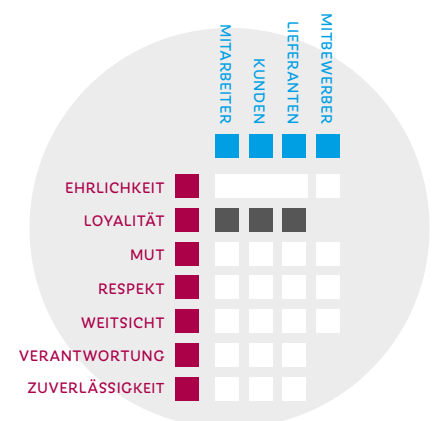 MITARBEITER
KUNDEN
LIEFERANTEN
MITBEWERBER
EHRLICHKEIT
LOYALITÄT
MUT
RESPEKT
WEITSICHT
VERANTWORTUNG
ZUVERLÄSSIGKEIT